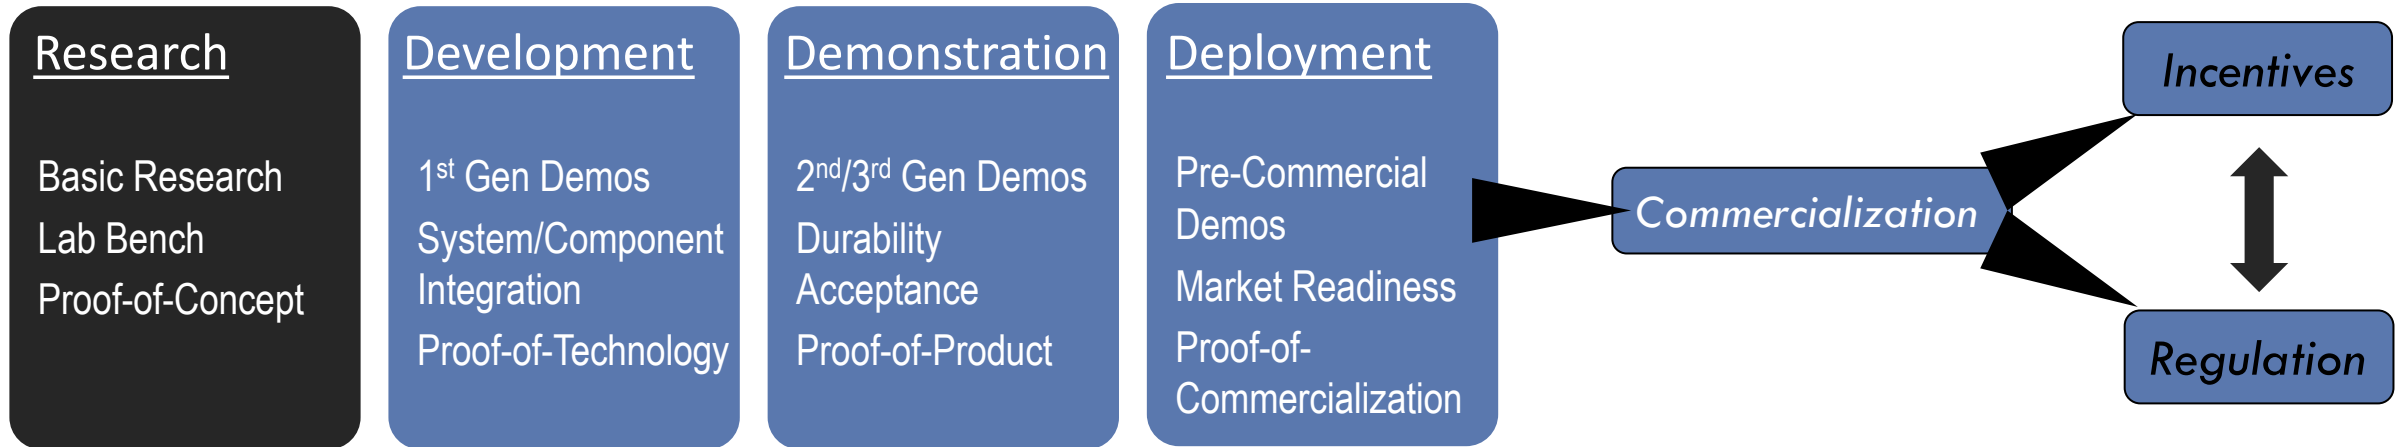 Research
Basic Research
Lab Bench
Proof-of-Concept
Development
1st Gen Demos
System/Component
Integration
Proof-of-Technology
Demonstration
2nd/3rd Gen Demos
Durability
Acceptance
Proof-of-Product
Deployment
Pre-Commercial
Demos
Market Readiness
Proof-of-
Commercialization
Commercialization
Incentives
Regulation